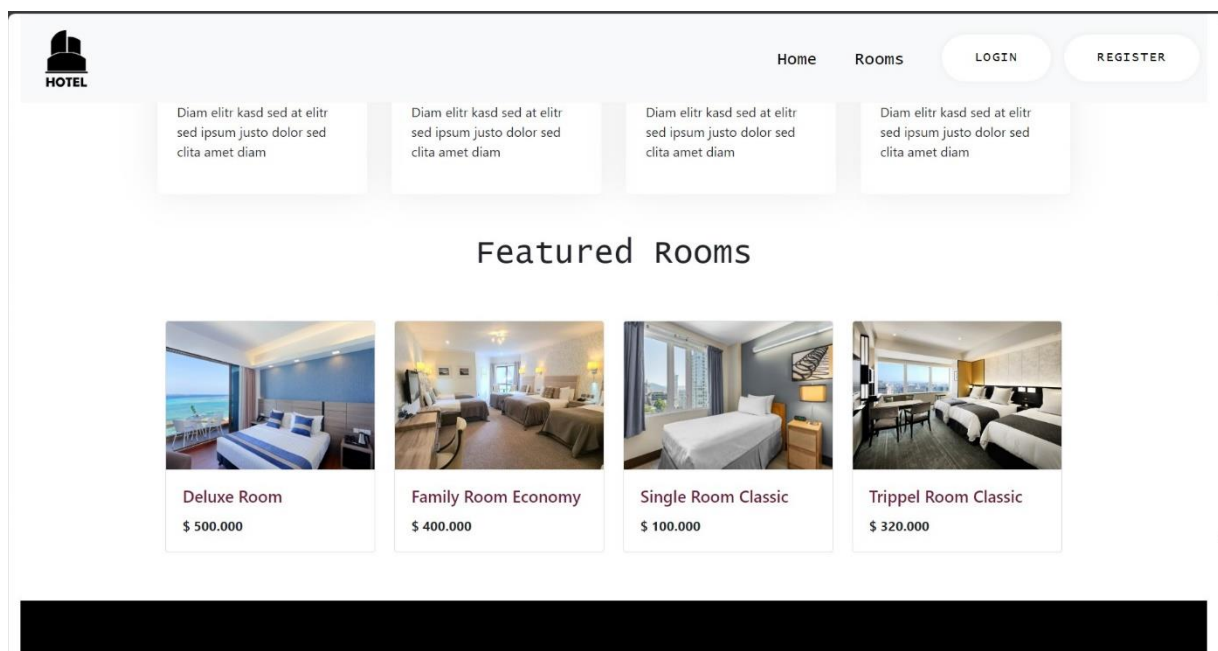 HOTEL
Home
Rooms
LOGIN
REGISTER
Diam elitr kasd sed at elitr
sed ipsum justo dolor sed
clita amet diam
Diam elitr kasd sed at elitr
sed ipsum justo dolor sed
clita amet diam
Diam elitr kasd sed at elitr
sed ipsum justo dolor sed
clita amet diam
Diam elitr kasd sed at elitr
sed ipsum justo dolor sed
clita amet diam
Featured Rooms
Deluxe Room
$ 500.000
Family Room Economy
$ 400.000
Single Room Classic
$ 100.000
Trippel Room Classic
$ 320.000